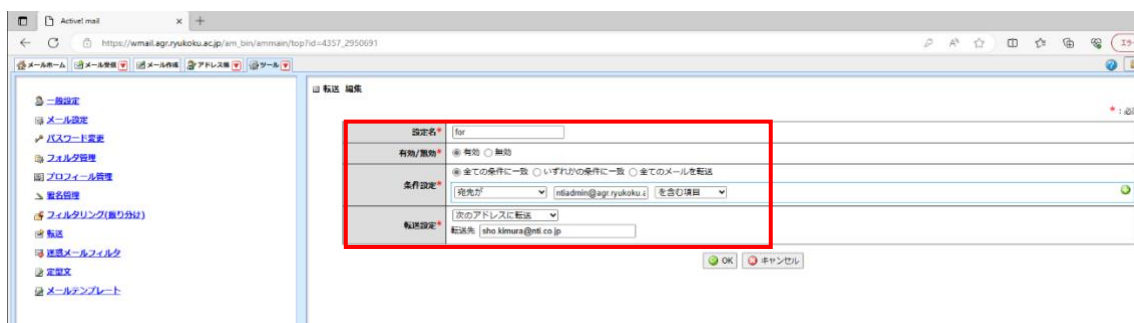 Active! mail
https://wmail.agr.ryukoku.ac.jp/am_bin/ammain/top?id=4357_2950691
メールホーム メール受信 メール作成 アドレス帳 ツール
転送 編集
一般設定
メール設定
パスワード変更
フォルダ管理
プロフィール管理
署名管理
フィルタリング(振り分け)
転送
迷惑メールフィルタ
定型文
メールテンプレート
*:必
設定名* for
有効/無効* 有効 無効
条件設定* 全ての条件に一致 いずれかの条件に一致 全てのメールを転送
宛先が ntiadmin@agr.ryukoku.a を含む項目
転送設定* 次のアドレスに転送
転送先 sho.kimura@nti.co.jp
OK キャンセル